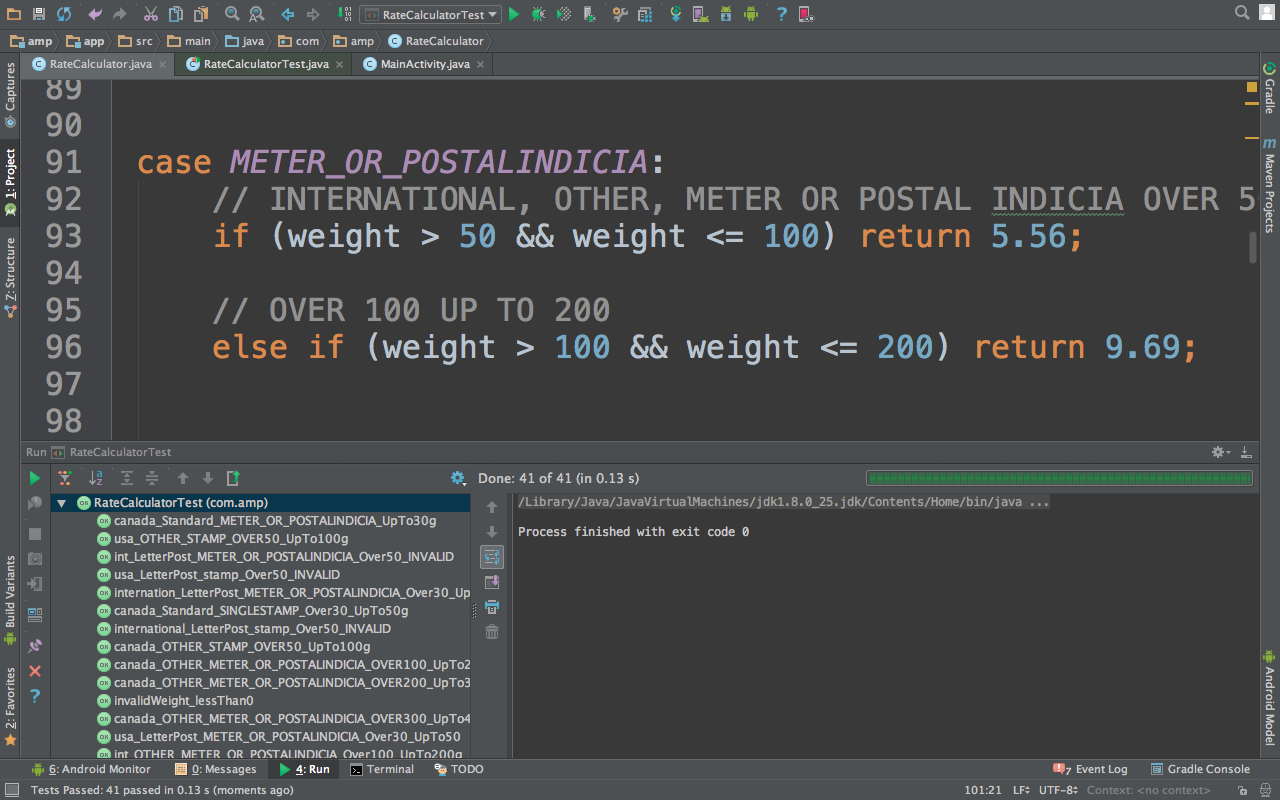 RateCalculatorTest
amp
app
src
main
java
com
amp
RateCalculator
RateCalculator.java
RateCalculatorTest.java
MainActivity.java
Captures
1: Project
7: Structure
Build Variants
2: Favorites
Gradle
Maven Projects
Android Model
89
90
91 case METER_OR_POSTALINDICIA:
92 // INTERNATIONAL, OTHER, METER OR POSTAL INDICIA OVER 5
93 if (weight > 50 && weight <= 100) return 5.56;
94
95 // OVER 100 UP TO 200
96 else if (weight > 100 && weight <= 200) return 9.69;
97
98
Run RateCalculatorTest
Done: 41 of 41 (in 0.13 s)
RateCalculatorTest (com.amp)
canada_Standard_METER_OR_POSTALINDICIA_UpTo30g
usa_OTHER_STAMP_OVER50_UpTo100g
int_LetterPost_METER_OR_POSTALINDICIA_Over50_INVALID
usa_LetterPost_stamp_Over50_INVALID
internation_LetterPost_METER_OR_POSTALINDICIA_Over30_Up
canada_Standard_SINGLESTAMP_Over30_UpTo50g
international_LetterPost_stamp_Over50_INVALID
canada_OTHER_STAMP_OVER50_UpTo100g
canada_OTHER_METER_OR_POSTALINDICIA_OVER100_UpTo2
canada_OTHER_METER_OR_POSTALINDICIA_OVER200_UpTo3
invalidWeight_lessThan0
canada_OTHER_METER_OR_POSTALINDICIA_OVER300_UpTo4
usa_LetterPost_METER_OR_POSTALINDICIA_Over30_UpTo50
int_OTHER_METER_OR_POSTALINDICIA_Over100_UpTo200g
/Library/Java/JavaVirtualMachines/jdk1.8.0_25.jdk/Contents/Home/bin/java ...
Process finished with exit code 0
6: Android Monitor
0: Messages
4: Run
Terminal
TODO
7 Event Log
Gradle Console
Tests Passed: 41 passed in 0.13 s (moments ago)
101:21 LF UTF-8 Context: <no context>